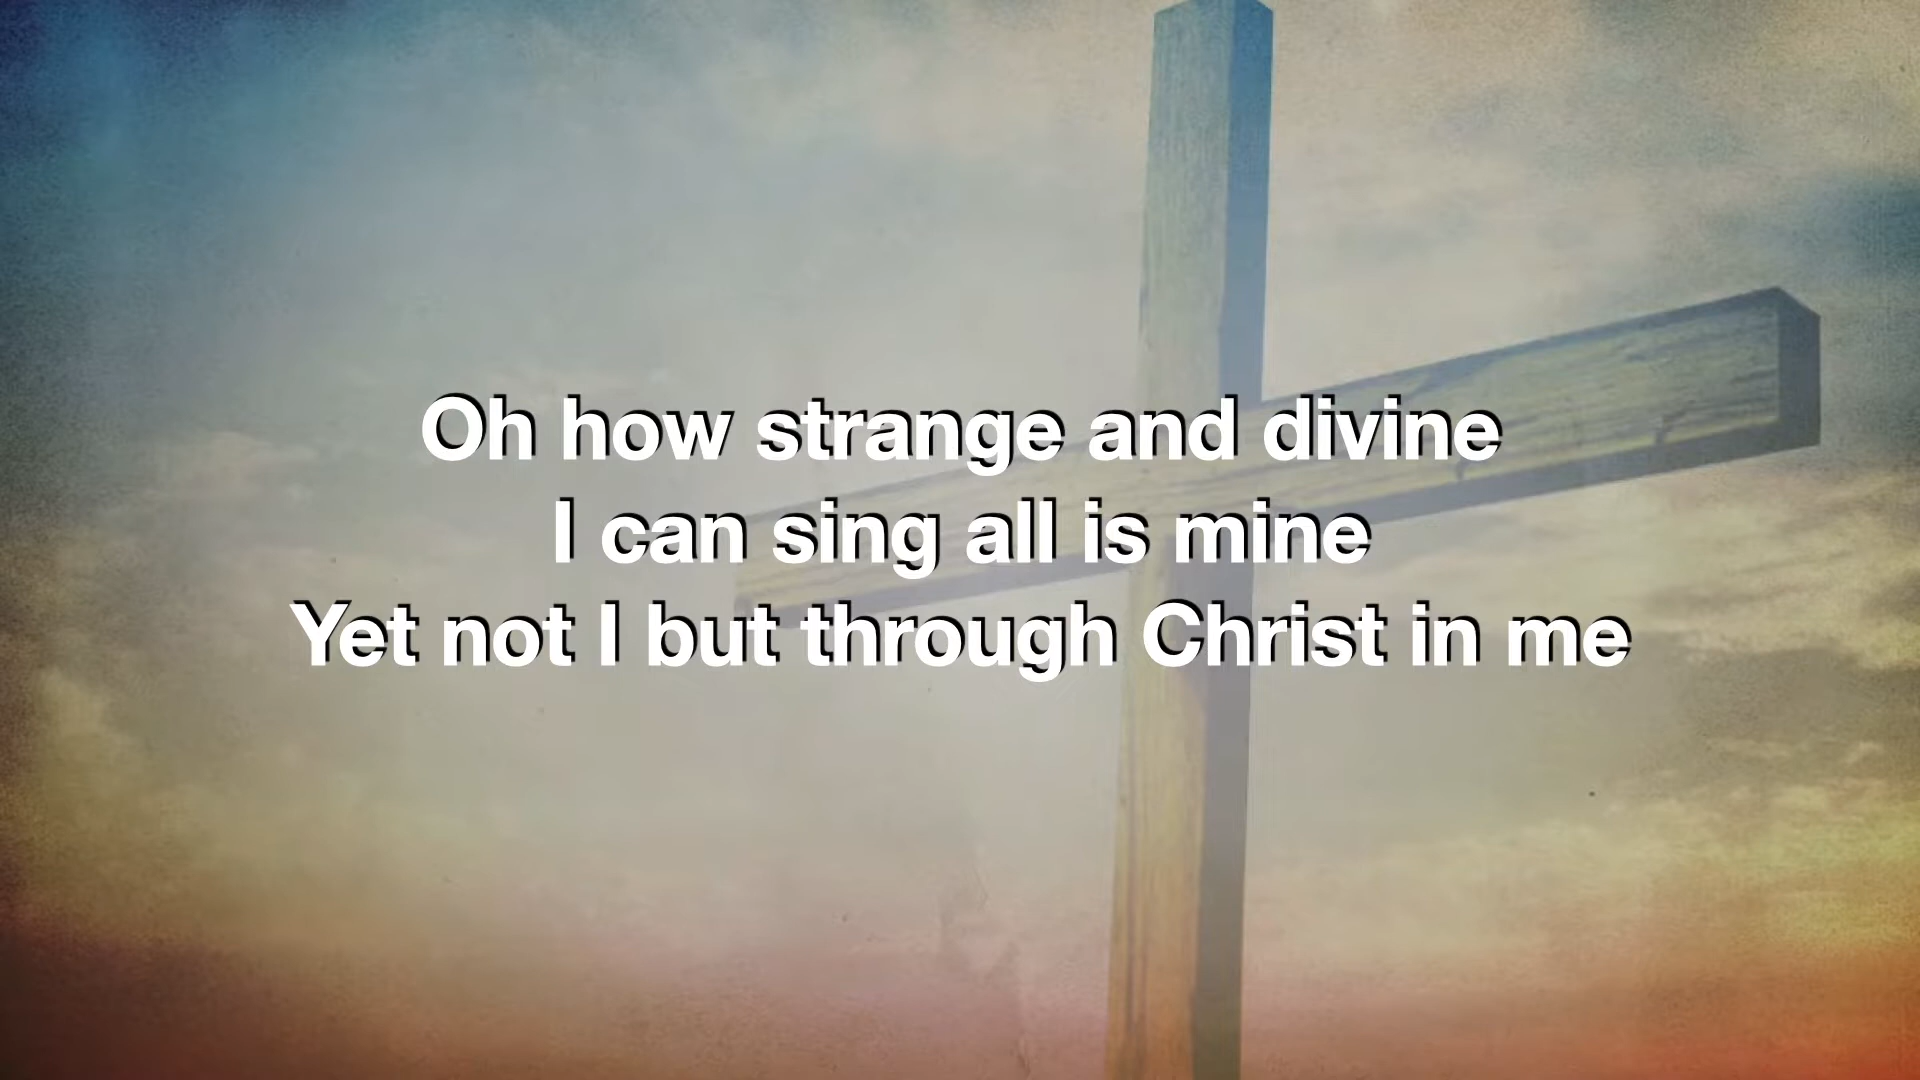 Oh how strange and divine
I can sing all is mine
Yet not I but through Christ in me